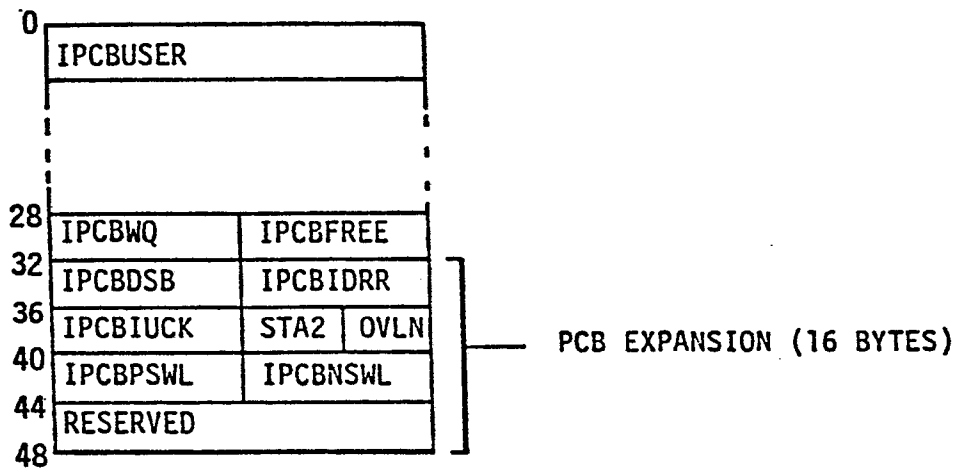 0
IPCBUSER
28
IPCBWQ IPCBFREE
32
IPCBDSB IPCBIDRR
36
IPCBIUCK STA2 OVLN
PCB EXPANSION (16 BYTES)
40
IPCBPSWL IPCBNSWL
44
RESERVED
48